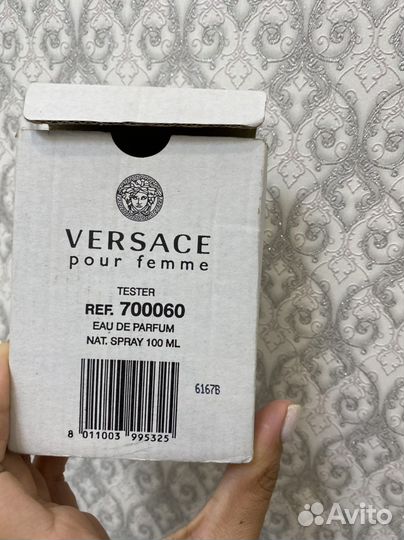 VERSACE
pour femme
TESTER
REF. 700060
EAU DE PARFUM
NAT. SPRAY 100 ML
6167B
8 011003 995325
Avito